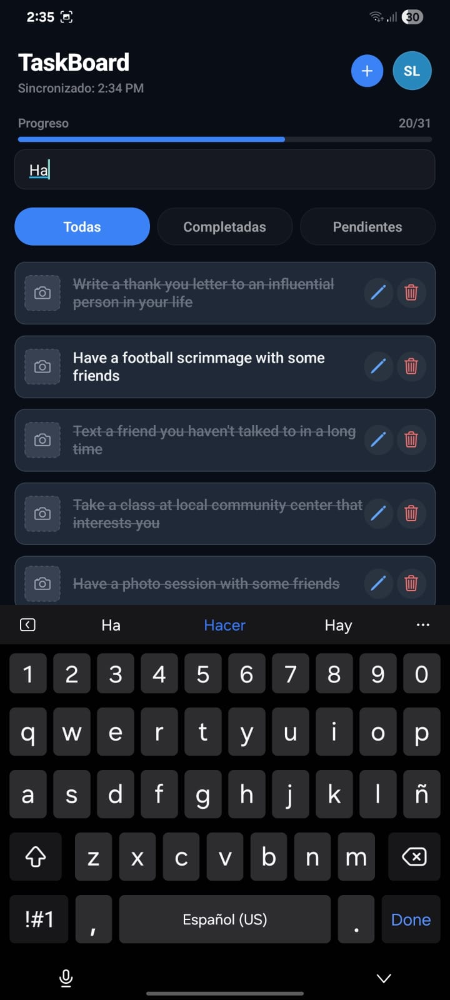 2:35
30
TaskBoard
Sincronizado: 2:34 PM
+
SL
Progreso
20/31
Ha
Todas
Completadas
Pendientes
Write a thank you letter to an influential
person in your life
Have a football scrimmage with some
friends
Text a friend you haven't talked to in a long
time
Take a class at local community center that
interests you
Have a photo session with some friends
Ha
Hacer
Hay
...
1 2 3 4 5 6 7 8 9 0
q w e r t y u i o p
a s d f g h j k l ñ
z x c v b n m
!#1 , Español (US) . Done